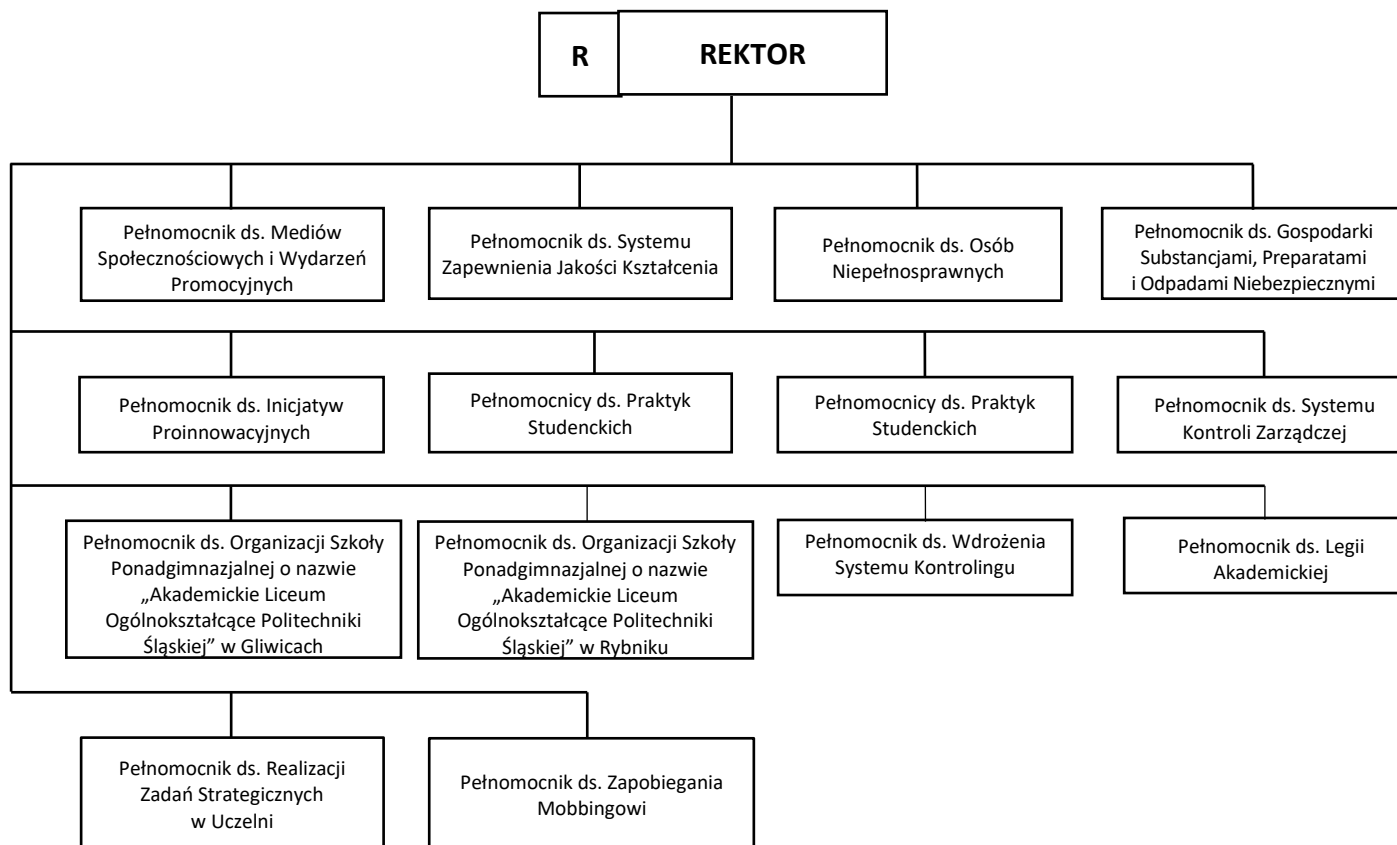 R
REKTOR
Pełnomocnik ds. Mediów
Społecznościowych i Wydarzeń
Promocyjnych
Pełnomocnik ds. Systemu
Zapewnienia Jakości Kształcenia
Pełnomocnik ds. Osób
Niepełnosprawnych
Pełnomocnik ds. Gospodarki
Substancjami, Preparatami
i Odpadami Niebezpiecznymi
Pełnomocnik ds. Inicjatyw
Proinnowacyjnych
Pełnomocnicy ds. Praktyk
Studenckich
Pełnomocnicy ds. Praktyk
Studenckich
Pełnomocnik ds. Systemu
Kontroli Zarządczej
Pełnomocnik ds. Organizacji Szkoły
Ponadgimnazjalnej o nazwie
„Akademickie Liceum
Ogólnokształcące Politechniki
Śląskiej” w Gliwicach
Pełnomocnik ds. Organizacji Szkoły
Ponadgimnazjalnej o nazwie
„Akademickie Liceum
Ogólnokształcące Politechniki
Śląskiej” w Rybniku
Pełnomocnik ds. Wdrożenia
Systemu Kontrolingu
Pełnomocnik ds. Legii
Akademickiej
Pełnomocnik ds. Realizacji
Zadań Strategicznych
w Uczelni
Pełnomocnik ds. Zapobiegania
Mobbingowi